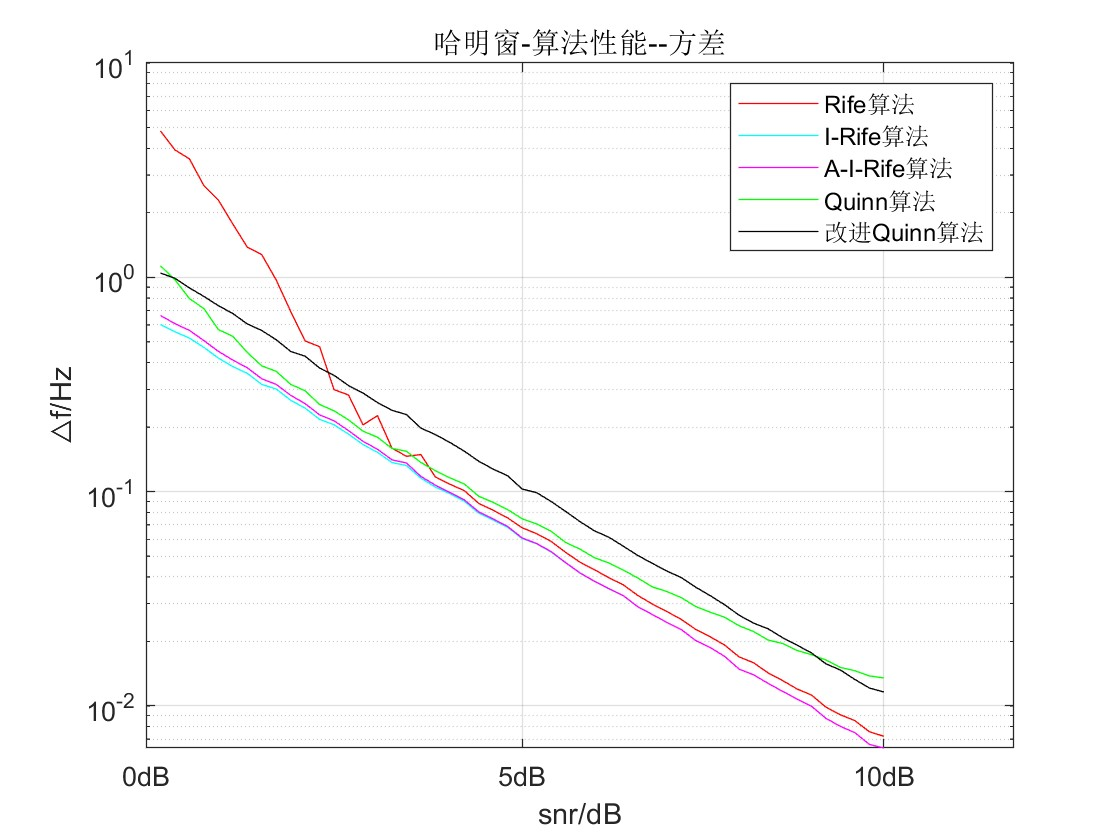 哈明窗-算法性能--方差
10^1
10^0
10^-1
10^-2
Δf/Hz
Rife算法
I-Rife算法
A-I-Rife算法
Quinn算法
改进Quinn算法
0dB
5dB
10dB
snr/dB